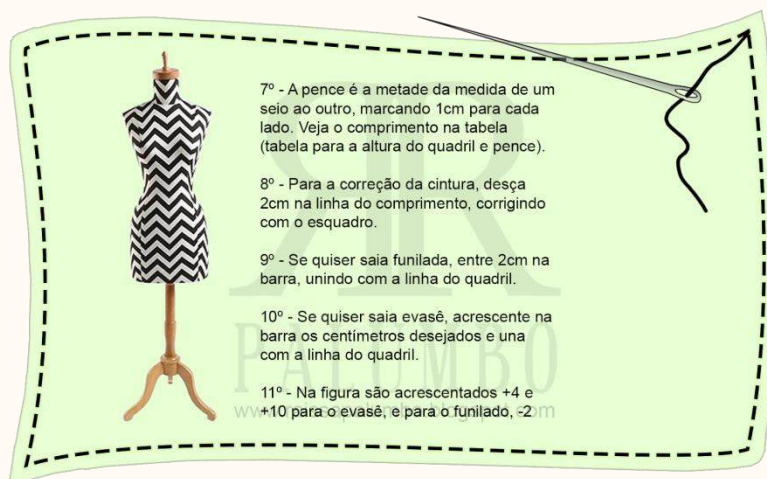 7º - A pence é a metade da medida de um
seio ao outro, marcando 1cm para cada
lado. Veja o comprimento na tabela
(tabela para a altura do quadril e pence).
8º - Para a correção da cintura, desça
2cm na linha do comprimento, corrigindo
com o esquadro.
9º - Se quiser saia funilada, entre 2cm na
barra, unindo com a linha do quadril.
10º - Se quiser saia evasê, acrescente na
barra os centímetros desejados e una
com a linha do quadril.
11º - Na figura são acrescentados +4 e
+10 para o evasê, e para o funilado, -2
PALUMBO